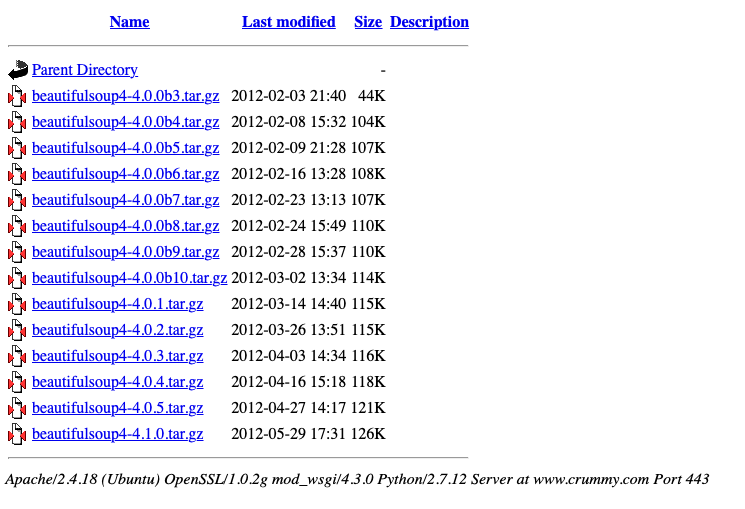 Name Last modified Size Description
Parent Directory -
beautifulsoup4-4.0.0b3.tar.gz 2012-02-03 21:40 44K
beautifulsoup4-4.0.0b4.tar.gz 2012-02-08 15:32 104K
beautifulsoup4-4.0.0b5.tar.gz 2012-02-09 21:28 107K
beautifulsoup4-4.0.0b6.tar.gz 2012-02-16 13:28 108K
beautifulsoup4-4.0.0b7.tar.gz 2012-02-23 13:13 107K
beautifulsoup4-4.0.0b8.tar.gz 2012-02-24 15:49 110K
beautifulsoup4-4.0.0b9.tar.gz 2012-02-28 15:37 110K
beautifulsoup4-4.0.0b10.tar.gz 2012-03-02 13:34 114K
beautifulsoup4-4.0.1.tar.gz 2012-03-14 14:40 115K
beautifulsoup4-4.0.2.tar.gz 2012-03-26 13:51 115K
beautifulsoup4-4.0.3.tar.gz 2012-04-03 14:34 116K
beautifulsoup4-4.0.4.tar.gz 2012-04-16 15:18 118K
beautifulsoup4-4.0.5.tar.gz 2012-04-27 14:17 121K
beautifulsoup4-4.1.0.tar.gz 2012-05-29 17:31 126K
Apache/2.4.18 (Ubuntu) OpenSSL/1.0.2g mod_wsgi/4.3.0 Python/2.7.12 Server at www.crummy.com Port 443